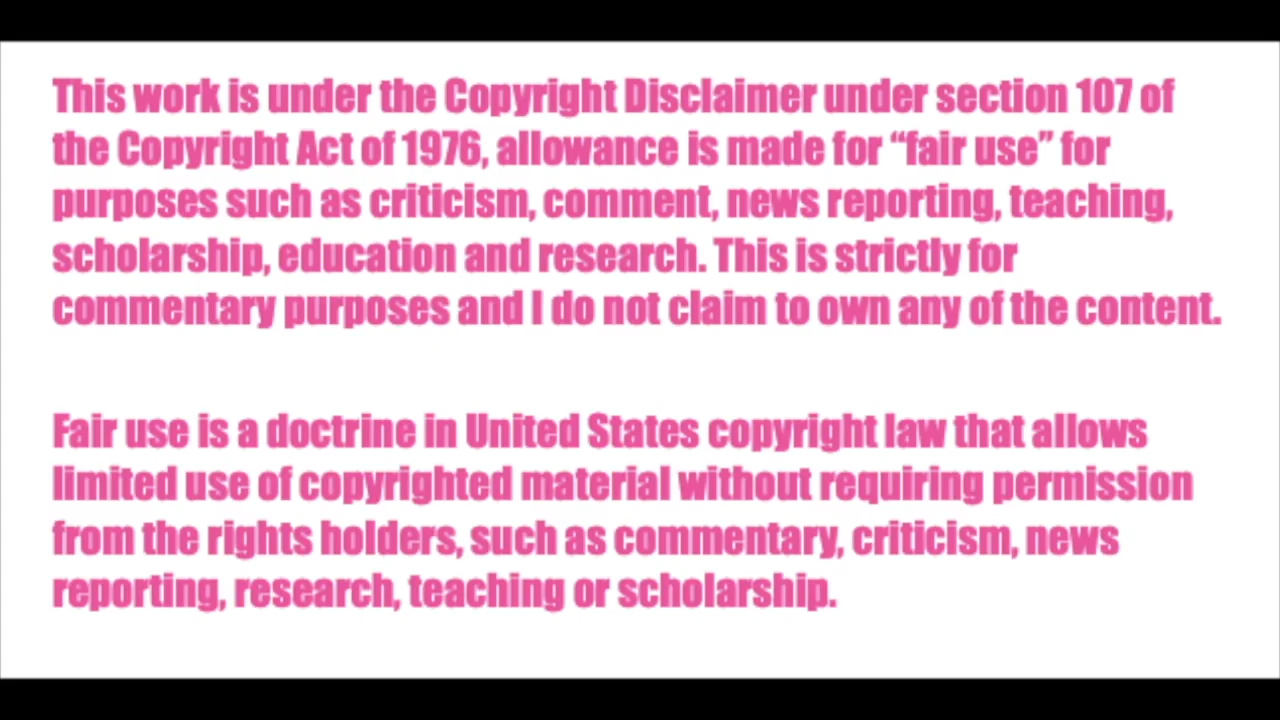 This work is under the Copyright Disclaimer under section 107 of
the Copyright Act of 1976, allowance is made for “fair use” for
purposes such as criticism, comment, news reporting, teaching,
scholarship, education and research. This is strictly for
commentary purposes and I do not claim to own any of the content.
Fair use is a doctrine in United States copyright law that allows
limited use of copyrighted material without requiring permission
from the rights holders, such as commentary, criticism, news
reporting, research, teaching or scholarship.